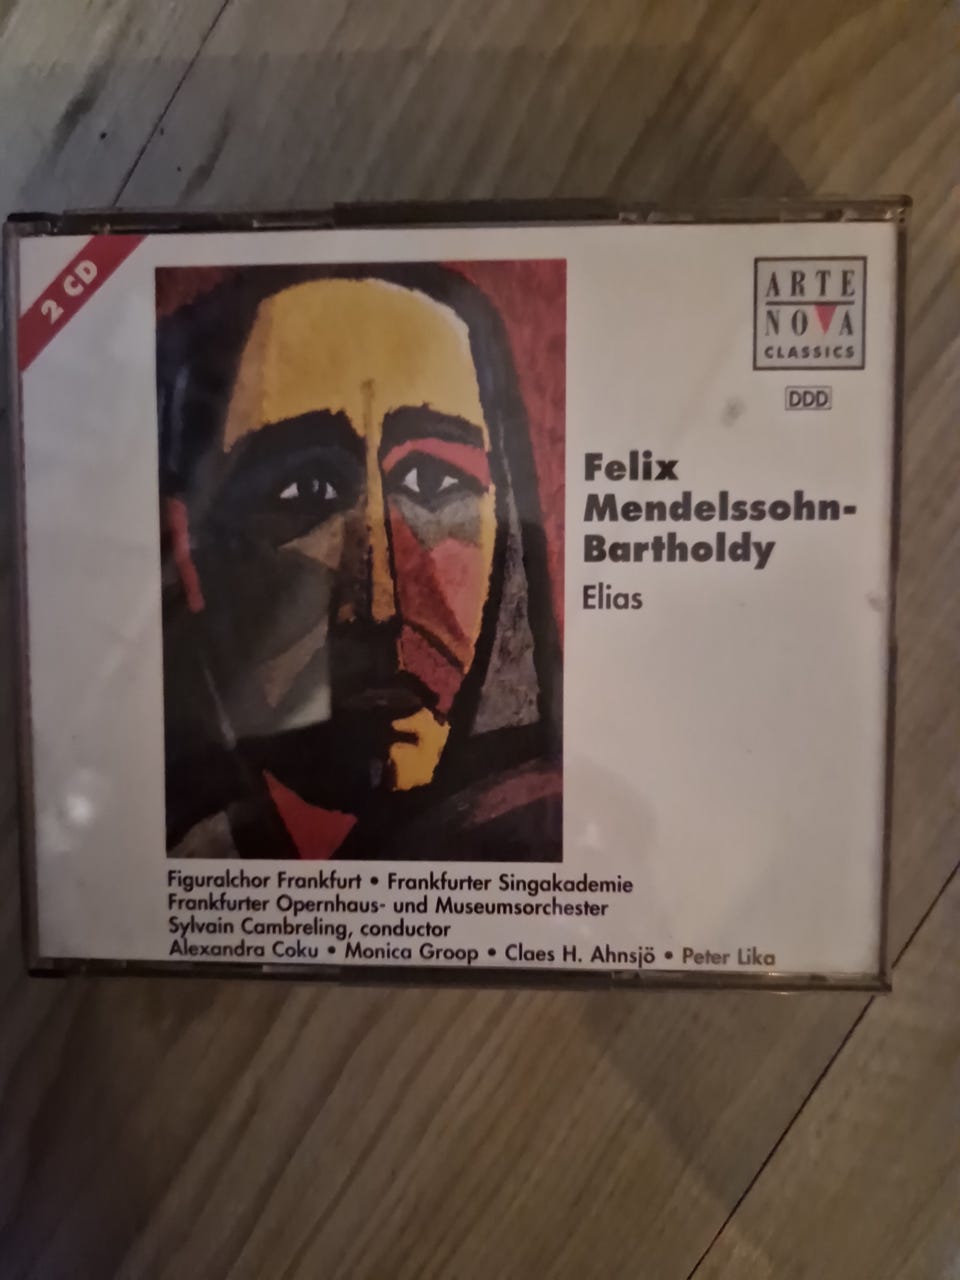 2 CD
ARTE
NOVA
CLASSICS
DDD
Felix
Mendelssohn-
Bartholdy
Elias
Figuralchor Frankfurt • Frankfurter Singakademie
Frankfurter Opernhaus- und Museumsorchester
Sylvain Cambreling, conductor
Alexandra Coku • Monica Groop • Claes H. Ahnsjö • Peter Lika